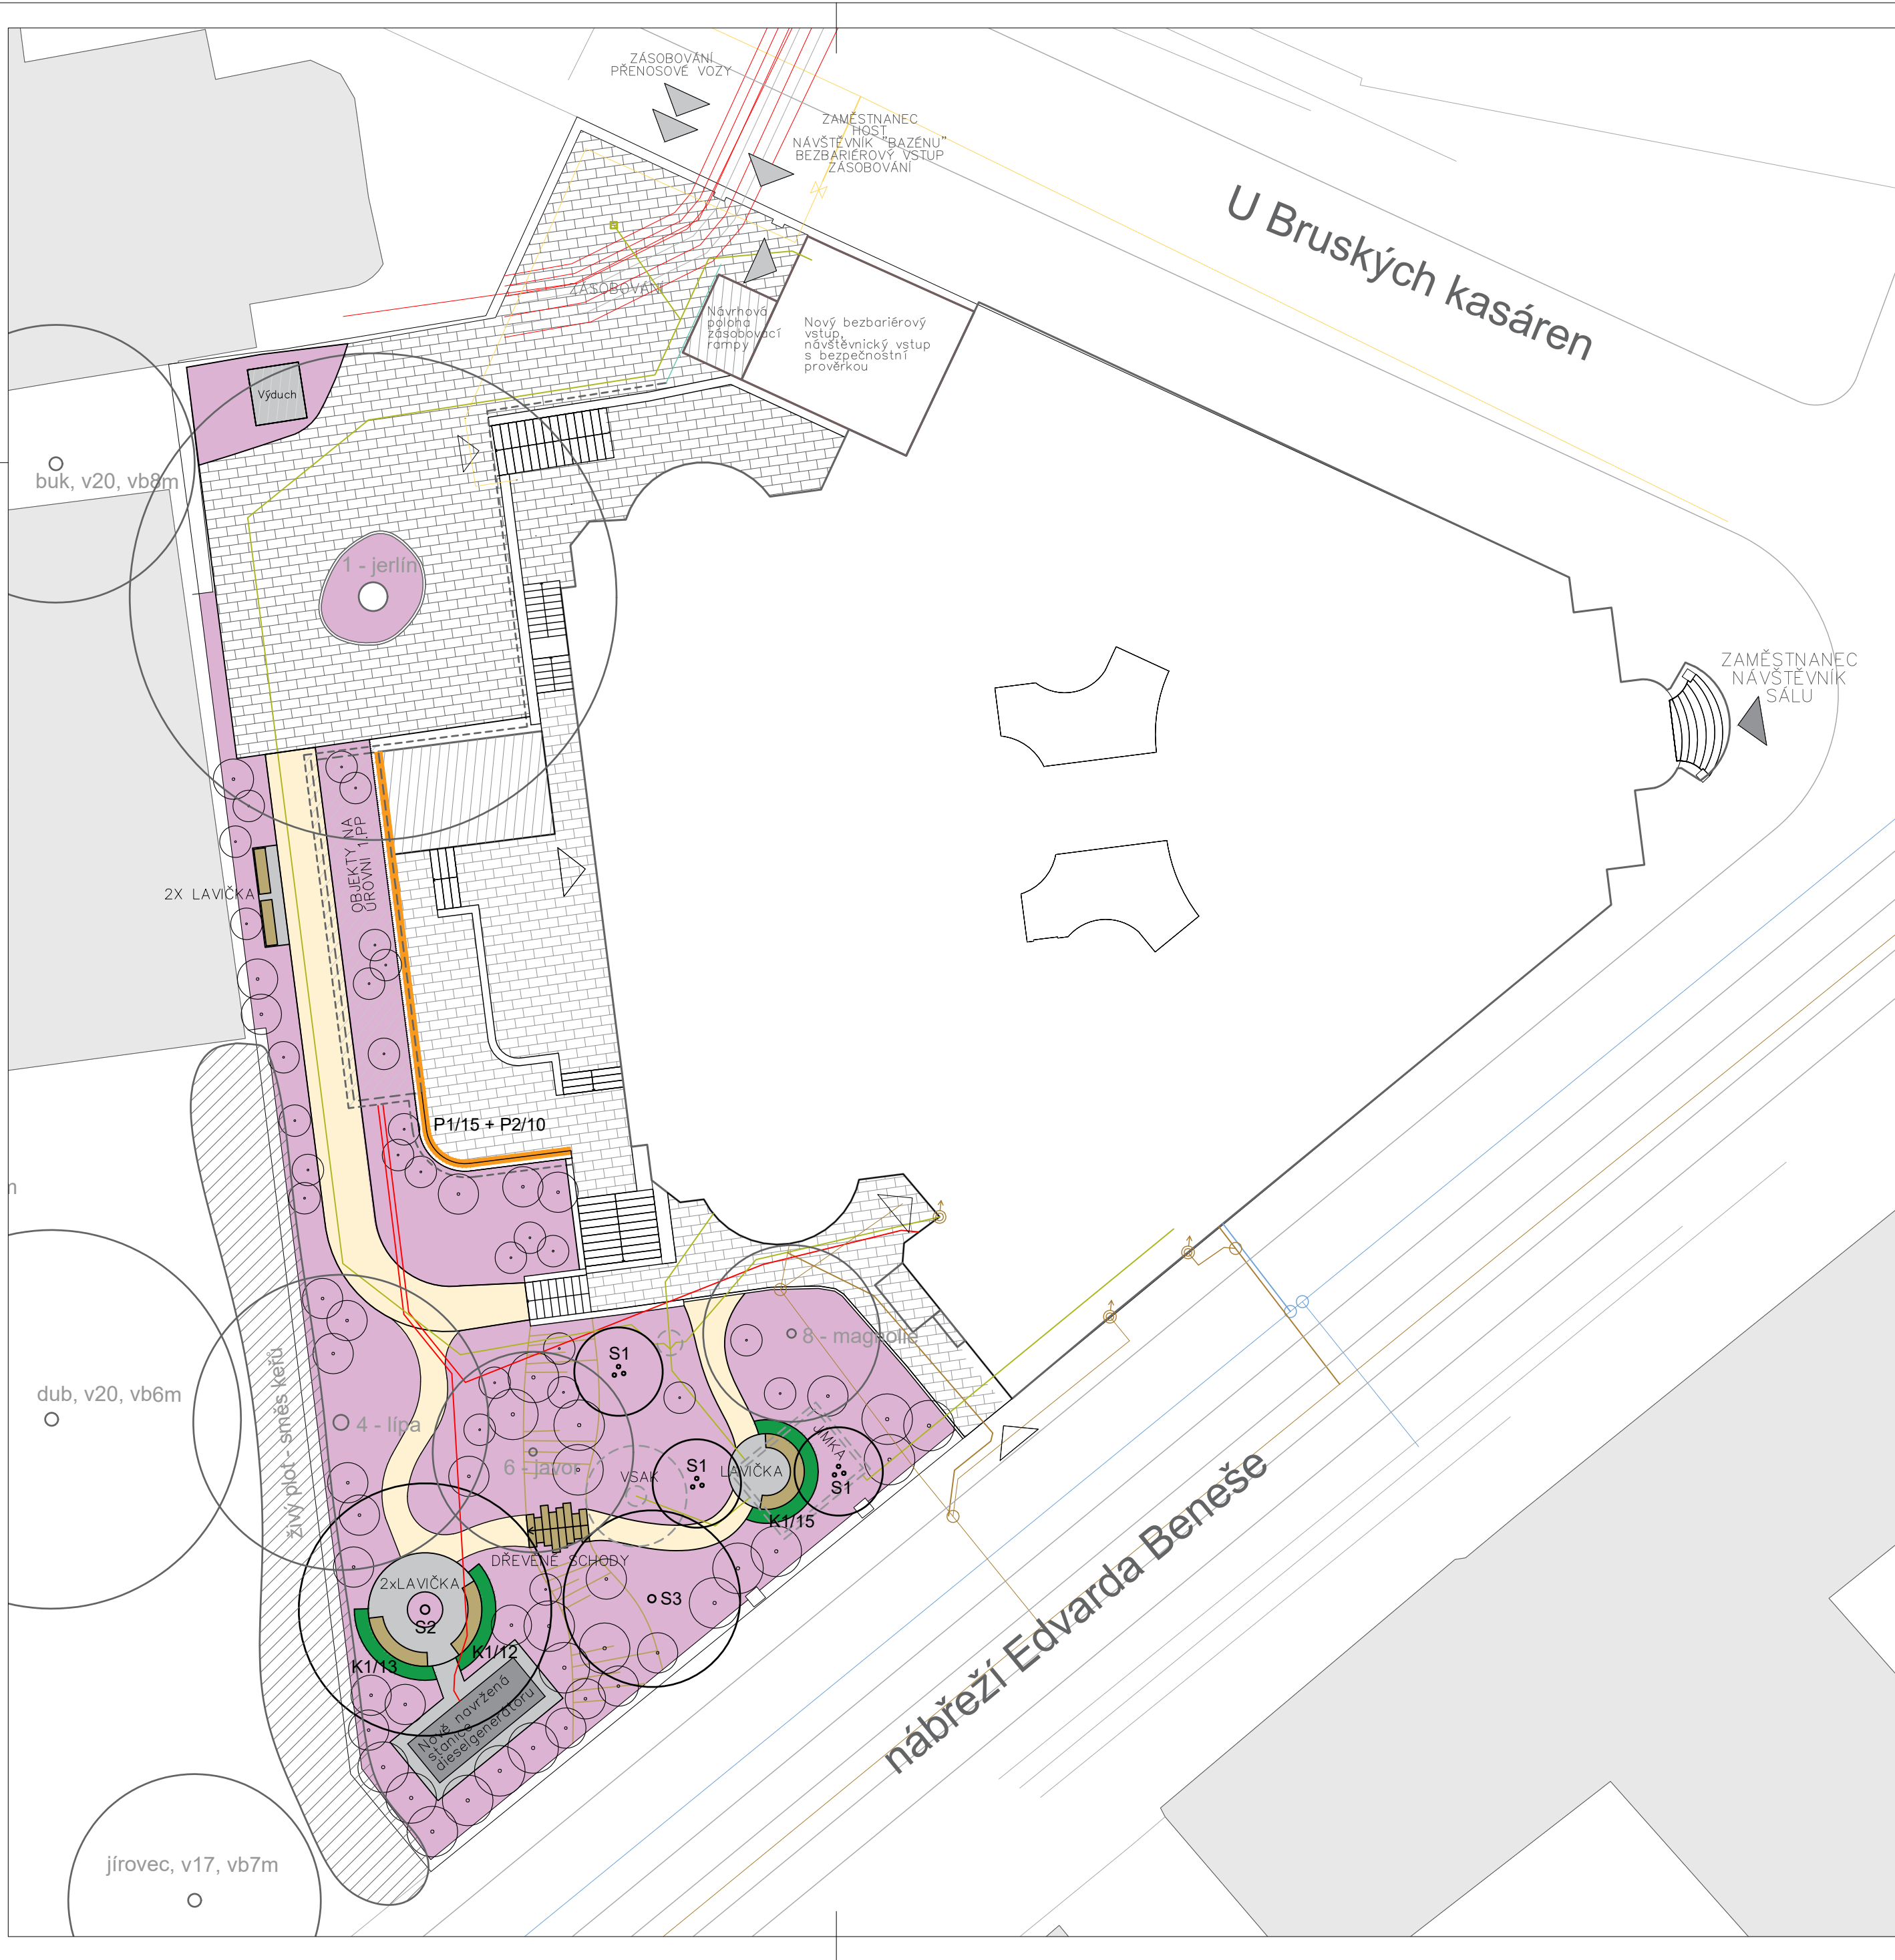 ZÁSOBOVÁNÍ
PŘENOSOVÉ VOZY
ZAMĚSTNANEC
HOST
NÁVŠTĚVNÍK "BAZÉNU"
BEZBARIÉROVÝ VSTUP
ZÁSOBOVÁNÍ
U Bruských kasáren
ZÁSOBOVÁNÍ
Návrhová
poloha
zásobovací
rampy
Nový bezbariérový
vstup,
návštěvnický vstup
s bezpečnostní
prověrkou
Výduch
buk, v20, vb8m
1 - jerlín
ZAMĚSTNANEC
NÁVŠTĚVNÍK
SÁLU
OBJEKTY NA
ÚROVNI 1.PP
2X LAVIČKA
P1/15 + P2/10
m
dub, v20, vb6m
živý plot - směs keřů
4 - lípa
S1
8 - magnolie
6 - javor
VSAK
S1
LAVIČKA
JÍMKA
S1
K1/15
DŘEVĚNÉ SCHODY
2xLAVIČKA
S2
S3
K1/13
K1/12
Nově navržená
stanice
dieselgenerátoru
nábřeží Edvarda Beneše
jírovec, v17, vb7m